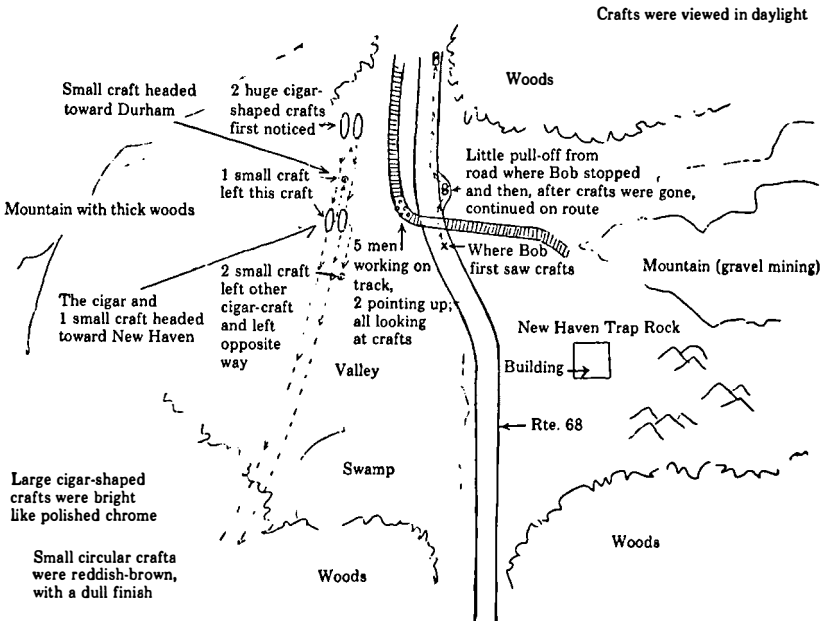 Crafts were viewed in daylight
Small craft headed
toward Durham
2 huge cigar-
shaped crafts
first noticed
Woods
1 small craft
left this craft
Little pull-off from
road where Bob stopped
and then, after crafts were gone,
continued on route
Mountain with thick woods
Where Bob
first saw crafts
5 men
working on
track,
2 pointing up;
all looking
at crafts
Mountain (gravel mining)
The cigar and
1 small craft headed
toward New Haven
2 small craft
left other
cigar-craft
and left
opposite
way
New Haven Trap Rock
Building
Valley
Rte. 68
Swamp
Large cigar-shaped
crafts were bright
like polished chrome
Small circular crafts
were reddish-brown,
with a dull finish
Woods
Woods